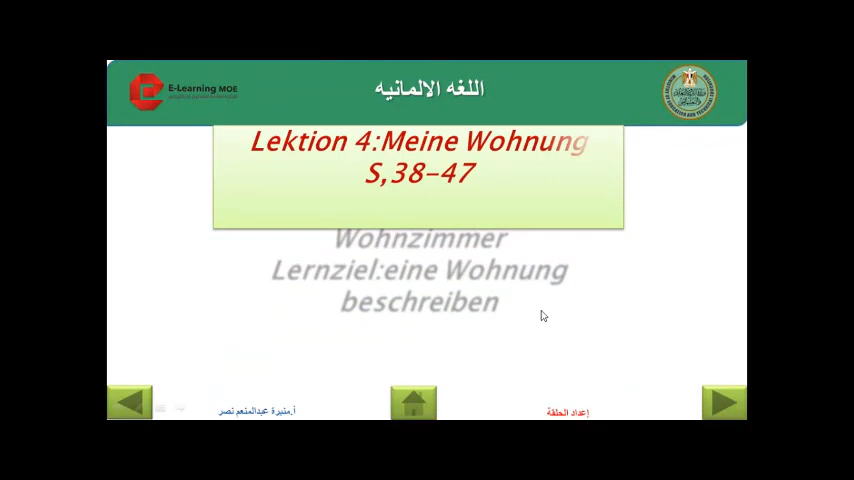 E-Learning MOE
اللغه الالمانيه
Lektion 4:Meine Wohnung
S,38-47
Wohnzimmer
Lernziel:eine Wohnung
beschreiben
إعداد الحلقة
أ.منيرة عبدالمنعم نصر